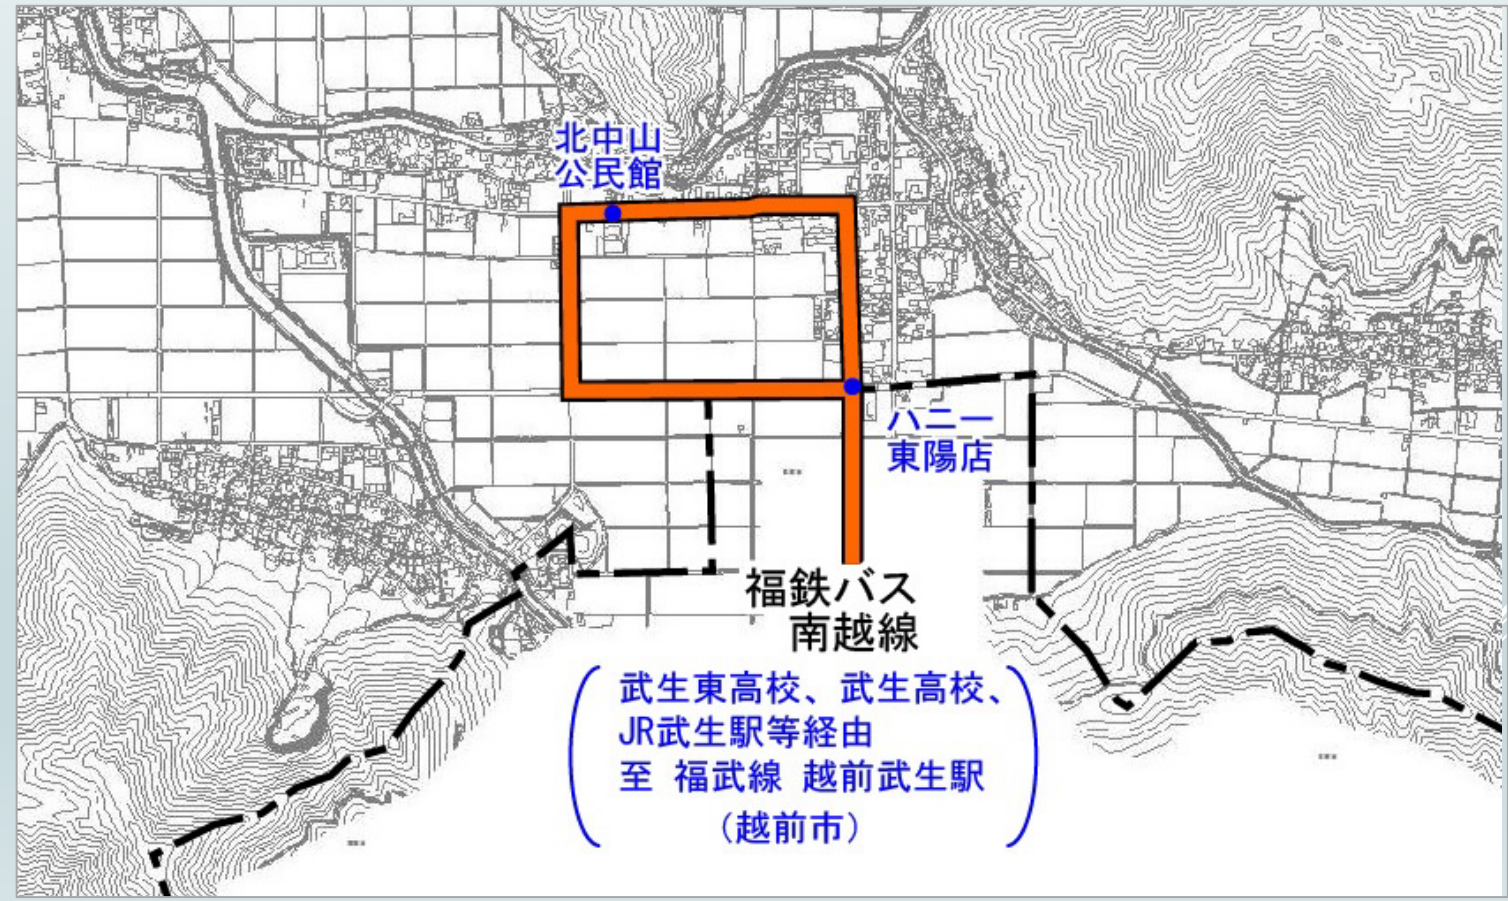 北中山
公民館
ハニー
東陽店
福鉄バス
南越線
武生東高校、武生高校、
JR武生駅等経由
至 福武線 越前武生駅
（越前市）